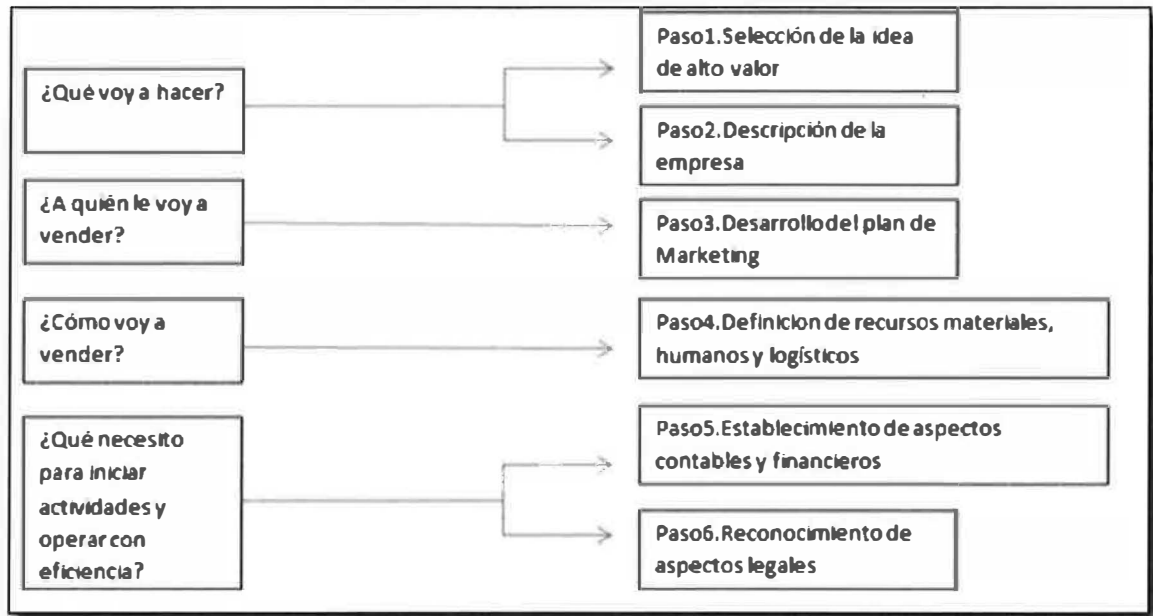 ¿Qué voy a hacer?
Paso1.Selección de la idea
de alto valor
Paso2.Descripción de la
empresa
¿A quién le voy a
vender?
Paso3.Desarrollo del plan de
Marketing
¿Cómo voy a
vender?
Paso4.Definicion de recursos materiales,
humanos y logísticos
¿Qué necesito
para iniciar
actividades y
operar con
eficiencia?
Paso5.Establecimiento de aspectos
contables y financieros
Paso6.Reconocimiento de
aspectos legales